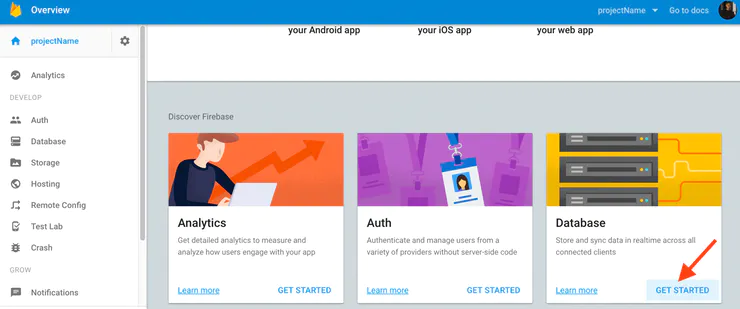 Overview
projectName
Go to docs
projectName
Analytics
DEVELOP
Auth
Database
Storage
Hosting
Remote Config
Test Lab
Crash
GROW
Notifications
your Android app
your iOS app
your web app
Discover Firebase
Analytics
Get detailed analytics to measure and
analyze how users engage with your app
Learn more
GET STARTED
Auth
Authenticate and manage users from a
variety of providers without server-side code
Learn more
GET STARTED
Database
Store and sync data in realtime across all
connected clients
Learn more
GET STARTED